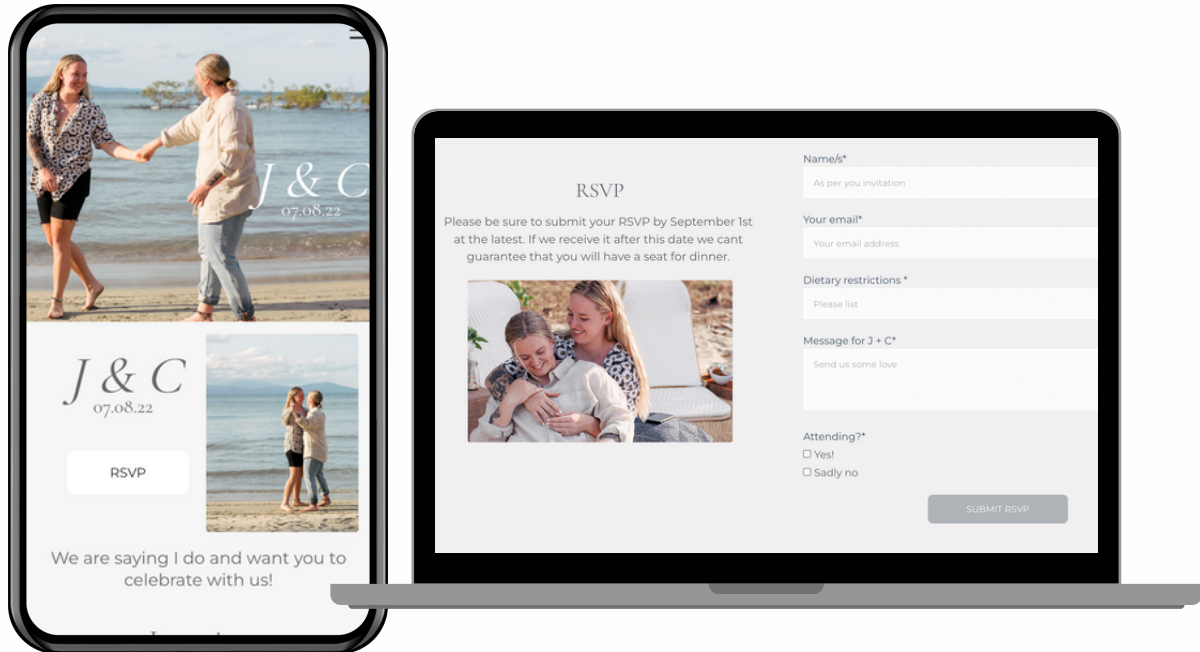 J & C
07.08.22
J & C
07.08.22
RSVP
We are saying I do and want you to
celebrate with us!
RSVP
Please be sure to submit your RSVP by September 1st
at the latest. If we receive it after this date we cant
guarantee that you will have a seat for dinner.
Name/s*
As per you invitation
Your email*
Your email address
Dietary restrictions *
Please list
Message for J + C*
Send us some love
Attending?*
Yes!
Sadly no
SUBMIT RSVP